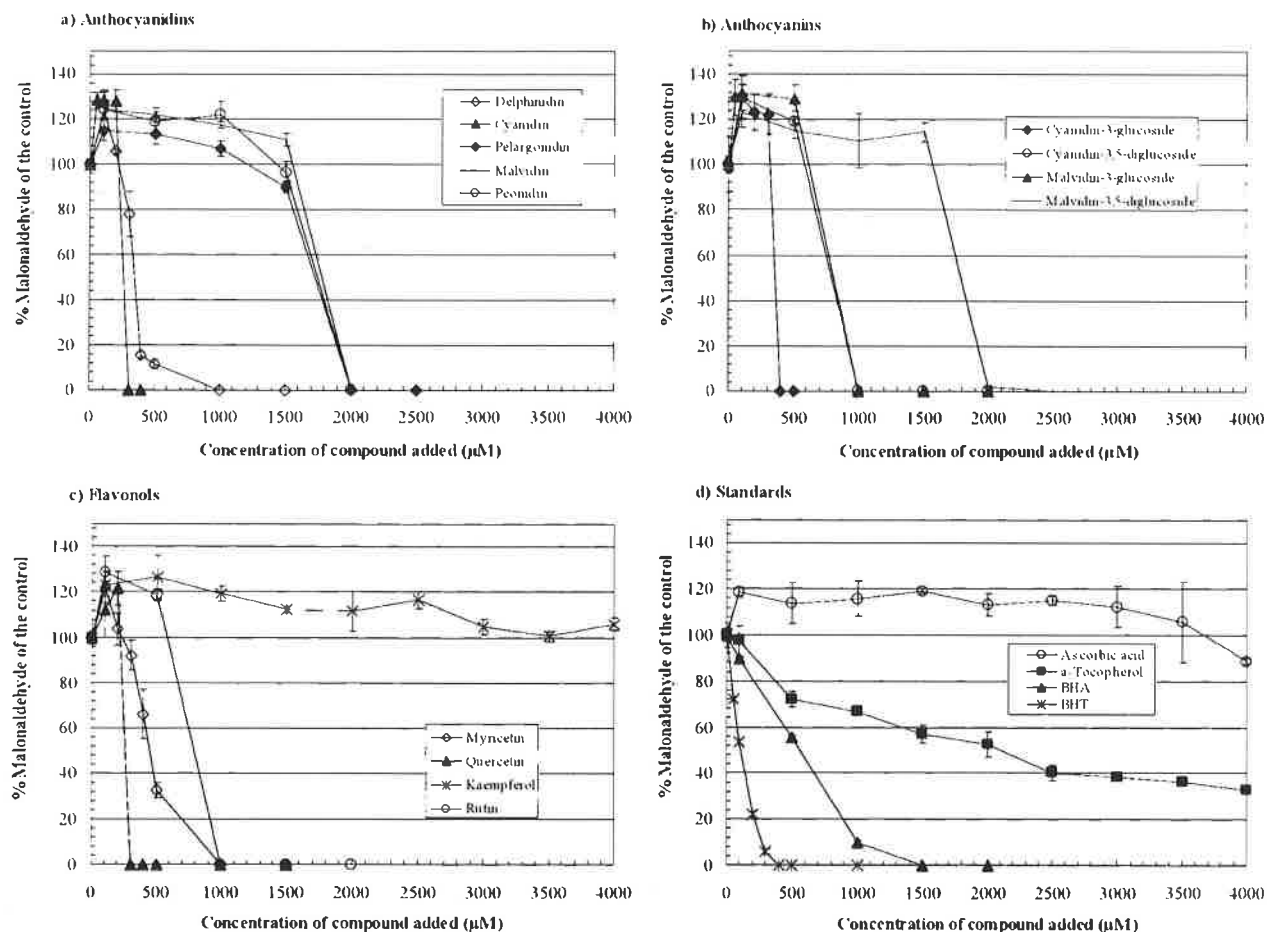 a) Anthocyanidins
% Malonaldehyde of the control
140
120
100
80
60
40
20
0
Delphinidin
Cyanidin
Pelargonidin
Malvidin
Peonidin
0 500 1000 1500 2000 2500 3000 3500 4000
Concentration of compound added (µM)
b) Anthocyanins
% Malonaldehyde of the control
140
120
100
80
60
40
20
0
Cyanidin-3-glucoside
Cyanidin-3,5-diglucoside
Malvidin-3-glucoside
Malvidin-3,5-diglucoside
0 500 1000 1500 2000 2500 3000 3500 4000
Concentration of compound added (µM)
c) Flavonols
% Malonaldehyde of the control
140
120
100
80
60
40
20
0
Myricetin
Quercetin
Kaempferol
Rutin
0 500 1000 1500 2000 2500 3000 3500 4000
Concentration of compound added (µM)
d) Standards
% Malonaldehyde of the control
140
120
100
80
60
40
20
0
Ascorbic acid
a-Tocopherol
BHA
BHT
0 500 1000 1500 2000 2500 3000 3500 4000
Concentration of compound added (µM)